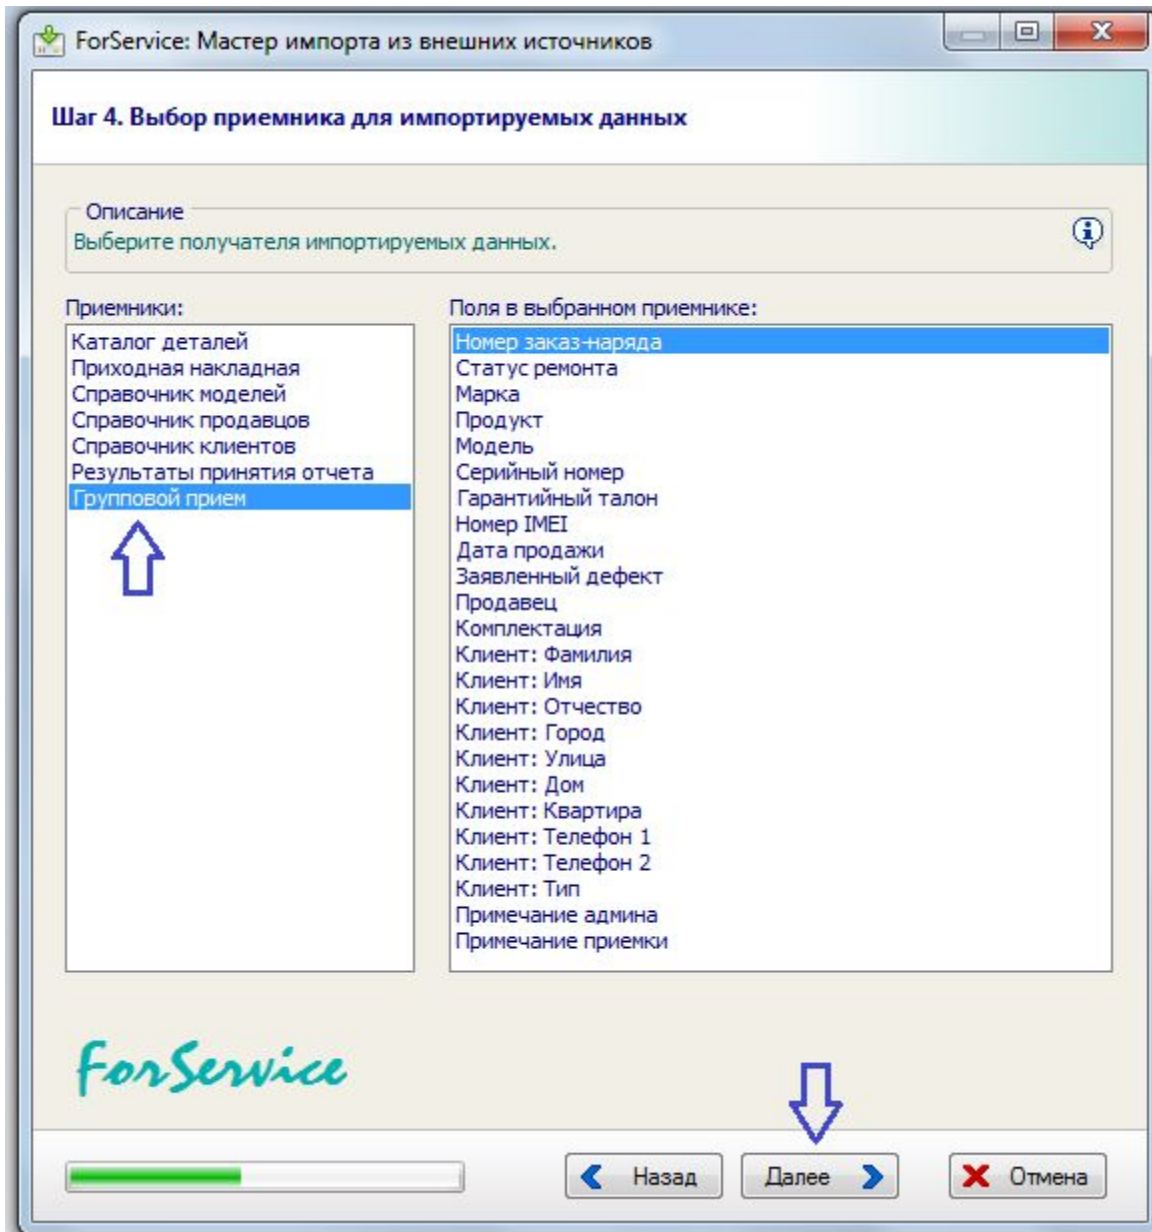 ForService: Мастер импорта из внешних источников
Шаг 4. Выбор приемника для импортируемых данных
Описание
Выберите получателя импортируемых данных.
Приемники:
Каталог деталей
Приходная накладная
Справочник моделей
Справочник продавцов
Справочник клиентов
Результаты принятия отчета
Групповой прием
Поля в выбранном приемнике:
Номер заказ-наряда
Статус ремонта
Марка
Продукт
Модель
Серийный номер
Гарантийный талон
Номер IMEI
Дата продажи
Заявленный дефект
Продавец
Комплектация
Клиент: Фамилия
Клиент: Имя
Клиент: Отчество
Клиент: Город
Клиент: Улица
Клиент: Дом
Клиент: Квартира
Клиент: Телефон 1
Клиент: Телефон 2
Клиент: Тип
Примечание админа
Примечание приемки
ForService
Назад Далее Отмена